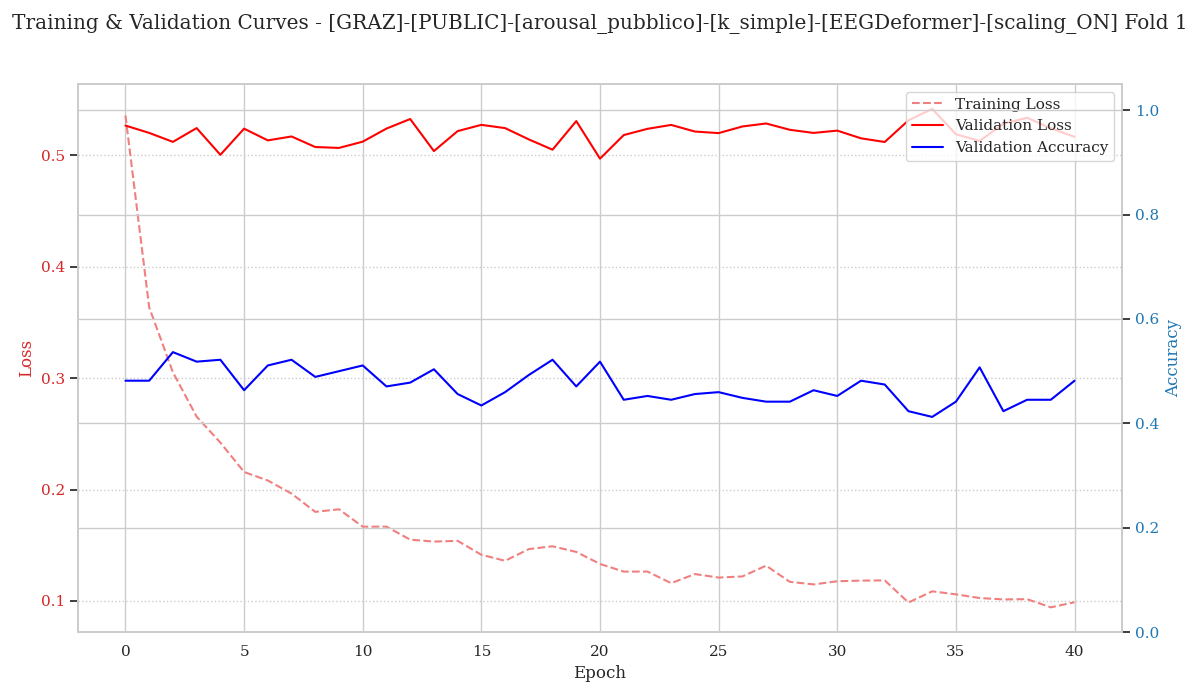 Training & Validation Curves - [GRAZ]-[PUBLIC]-[arousal_pubblico]-[k_simple]-[EEGDeformer]-[scaling_ON] Fold 1
Training Loss
Validation Loss
Validation Accuracy
Loss
0.5
0.4
0.3
0.2
0.1
1.0
0.8
0.6
0.4
0.2
0.0
Accuracy
0 5 10 15 20 25 30 35 40
Epoch